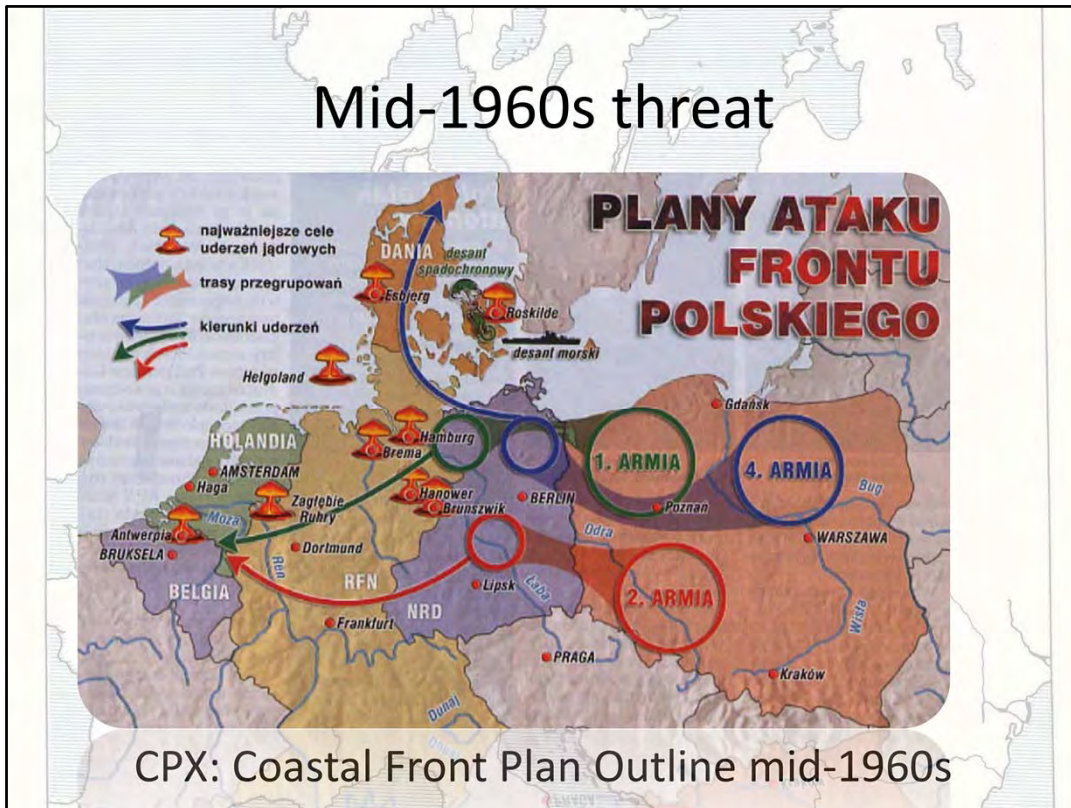 Mid-1960s threat
PLANY ATAKU
FRONTU
POLSKIEGO
najważniejsze cele
uderzeń jądrowych
trasy przegrupowań
kierunki uderzeń
DANIA
desant
spadochronowy
Esbjerg
Roskilde
desant morski
Helgoland
Gdańsk
HOLANDIA
Hamburg
Brema
1. ARMIA
4. ARMIA
AMSTERDAM
Haga
Zagłębie
Ruhry
Hanower
Brunszwik
BERLIN
Poznań
Bug
Moza
Antwerpia
BRUKSELA
Dortmund
Odra
WARSZAWA
Ren
BELGIA
RFN
NRD
Lipsk
Łaba
2. ARMIA
Wisła
Frankfurt
PRAGA
Kraków
Dunaj
CPX: Coastal Front Plan Outline mid-1960s